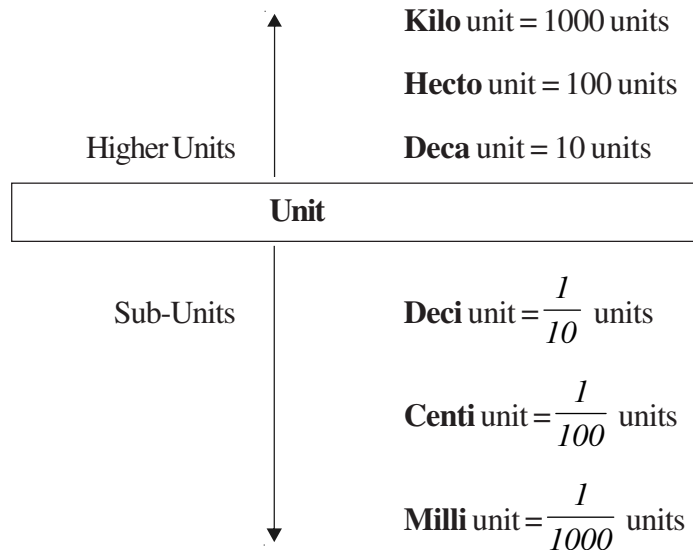 Kilo unit = 1000 units
Hecto unit = 100 units
Higher Units Deca unit = 10 units
Unit
Sub-Units Deci unit = 1/10 units
Centi unit = 1/100 units
Milli unit = 1/1000 units